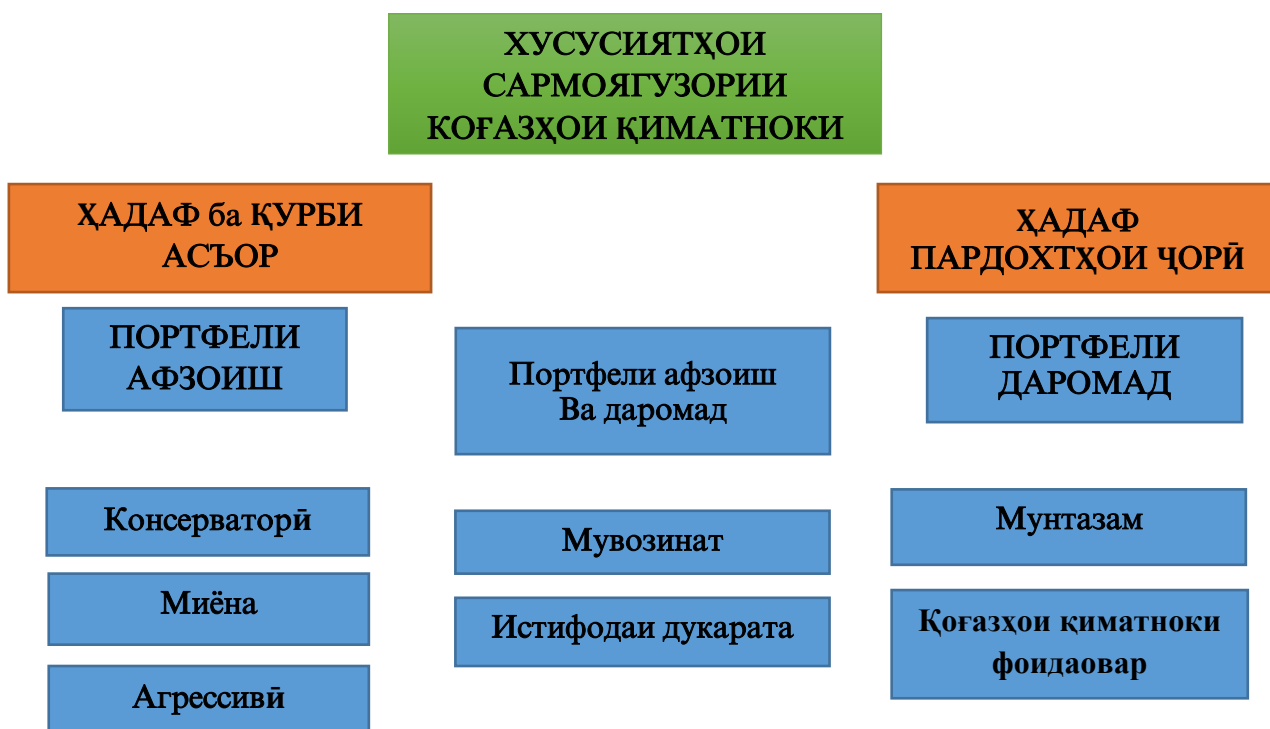 ХУСУСИЯТҲОИ
САРМОЯГУЗОРИИ
КОҒАЗҲОИ ҚИМАТНОКИ
ҲАДАФ ба ҚУРБИ
АСЪОР
ҲАДАФ
ПАРДОХТҲОИ ҶОРӢ
ПОРТФЕЛИ
АФЗОИШ
Портфели афзоиш
Ва даромад
ПОРТФЕЛИ
ДАРОМАД
Консерваторӣ
Миёна
Агрессивӣ
Мувозинат
Истифодаи дукарата
Мунтазам
Қоғазҳои қиматноки
фоидаовар